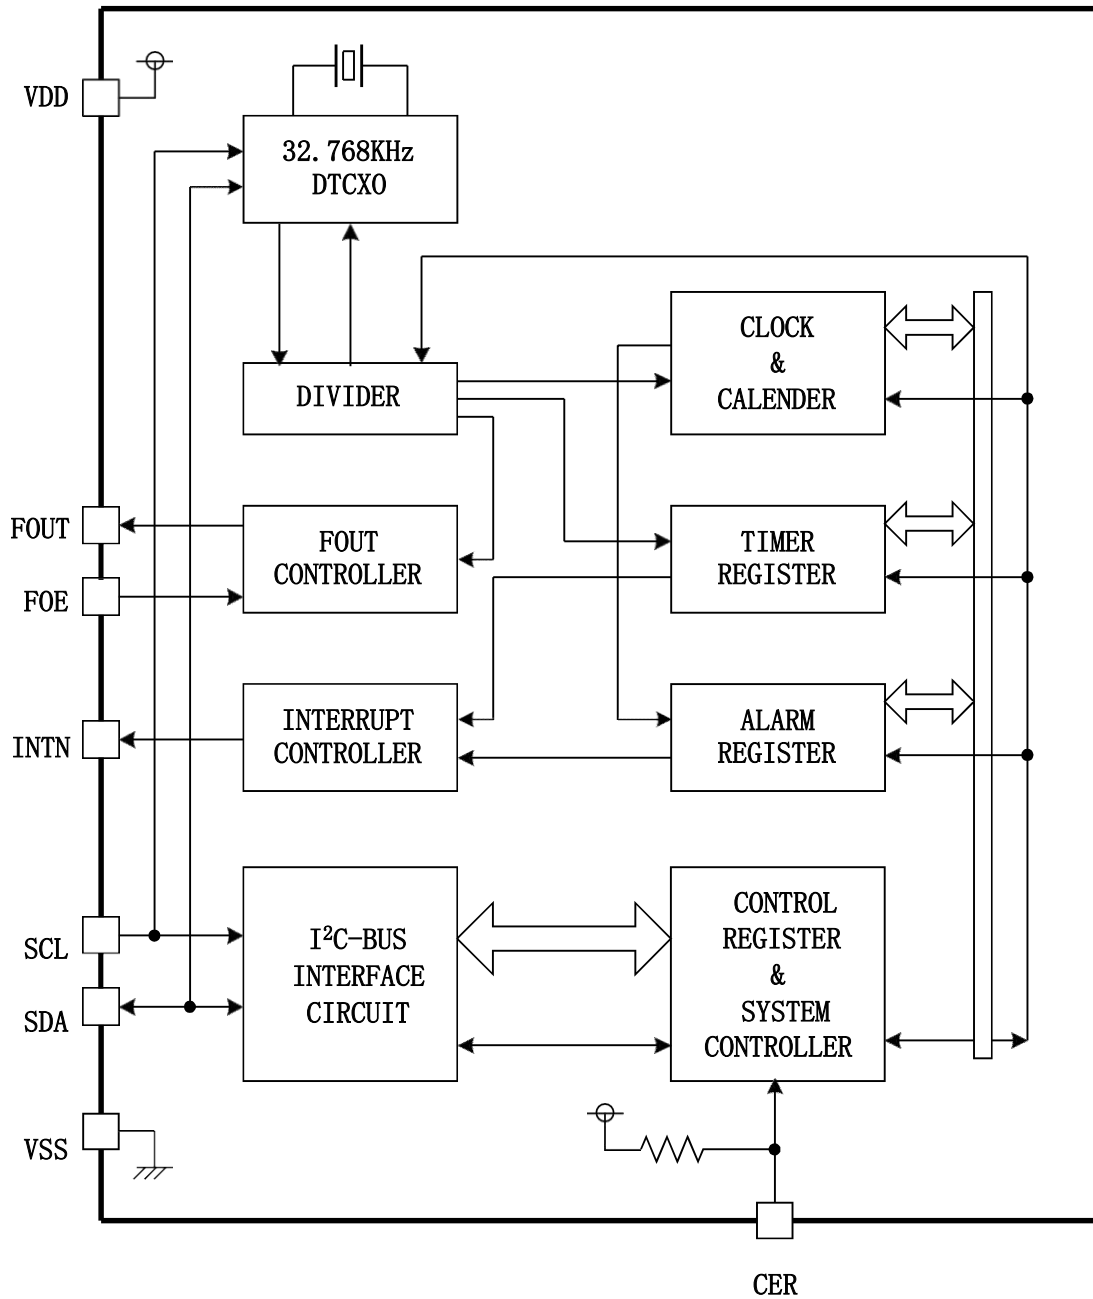 VDD
32.768KHz
DTCXO
CLOCK
&
CALENDER
DIVIDER
FOUT
FOUT
CONTROLLER
TIMER
REGISTER
FOE
INTN
INTERRUPT
CONTROLLER
ALARM
REGISTER
SCL
SDA
I²C-BUS
INTERFACE
CIRCUIT
CONTROL
REGISTER
&
SYSTEM
CONTROLLER
VSS
CER